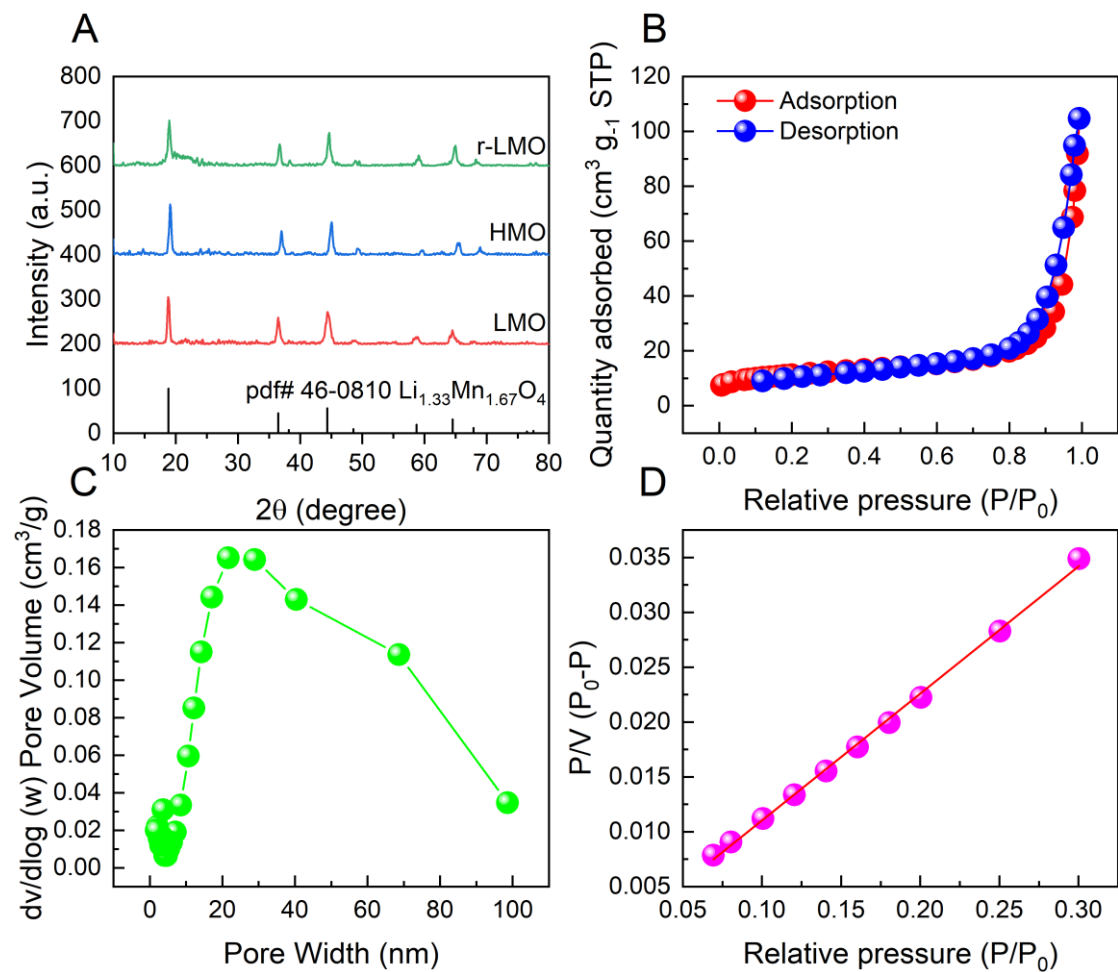 A
Intensity (a.u.)
800
700
600
500
400
300
200
100
0
r-LMO
HMO
LMO
pdf# 46-0810 Li1.33Mn1.67O4
10 20 30 40 50 60 70 80
2θ (degree)
B
Quantity adsorbed (cm³ g-1 STP)
120
100
80
60
40
20
0
Adsorption
Desorption
0.0 0.2 0.4 0.6 0.8 1.0
Relative pressure (P/P0)
C
dv/dlog (w) Pore Volume (cm³/g)
0.18
0.16
0.14
0.12
0.10
0.08
0.06
0.04
0.02
0.00
0 20 40 60 80 100
Pore Width (nm)
D
P/V (P0-P)
0.035
0.030
0.025
0.020
0.015
0.010
0.005
0.05 0.10 0.15 0.20 0.25 0.30
Relative pressure (P/P0)